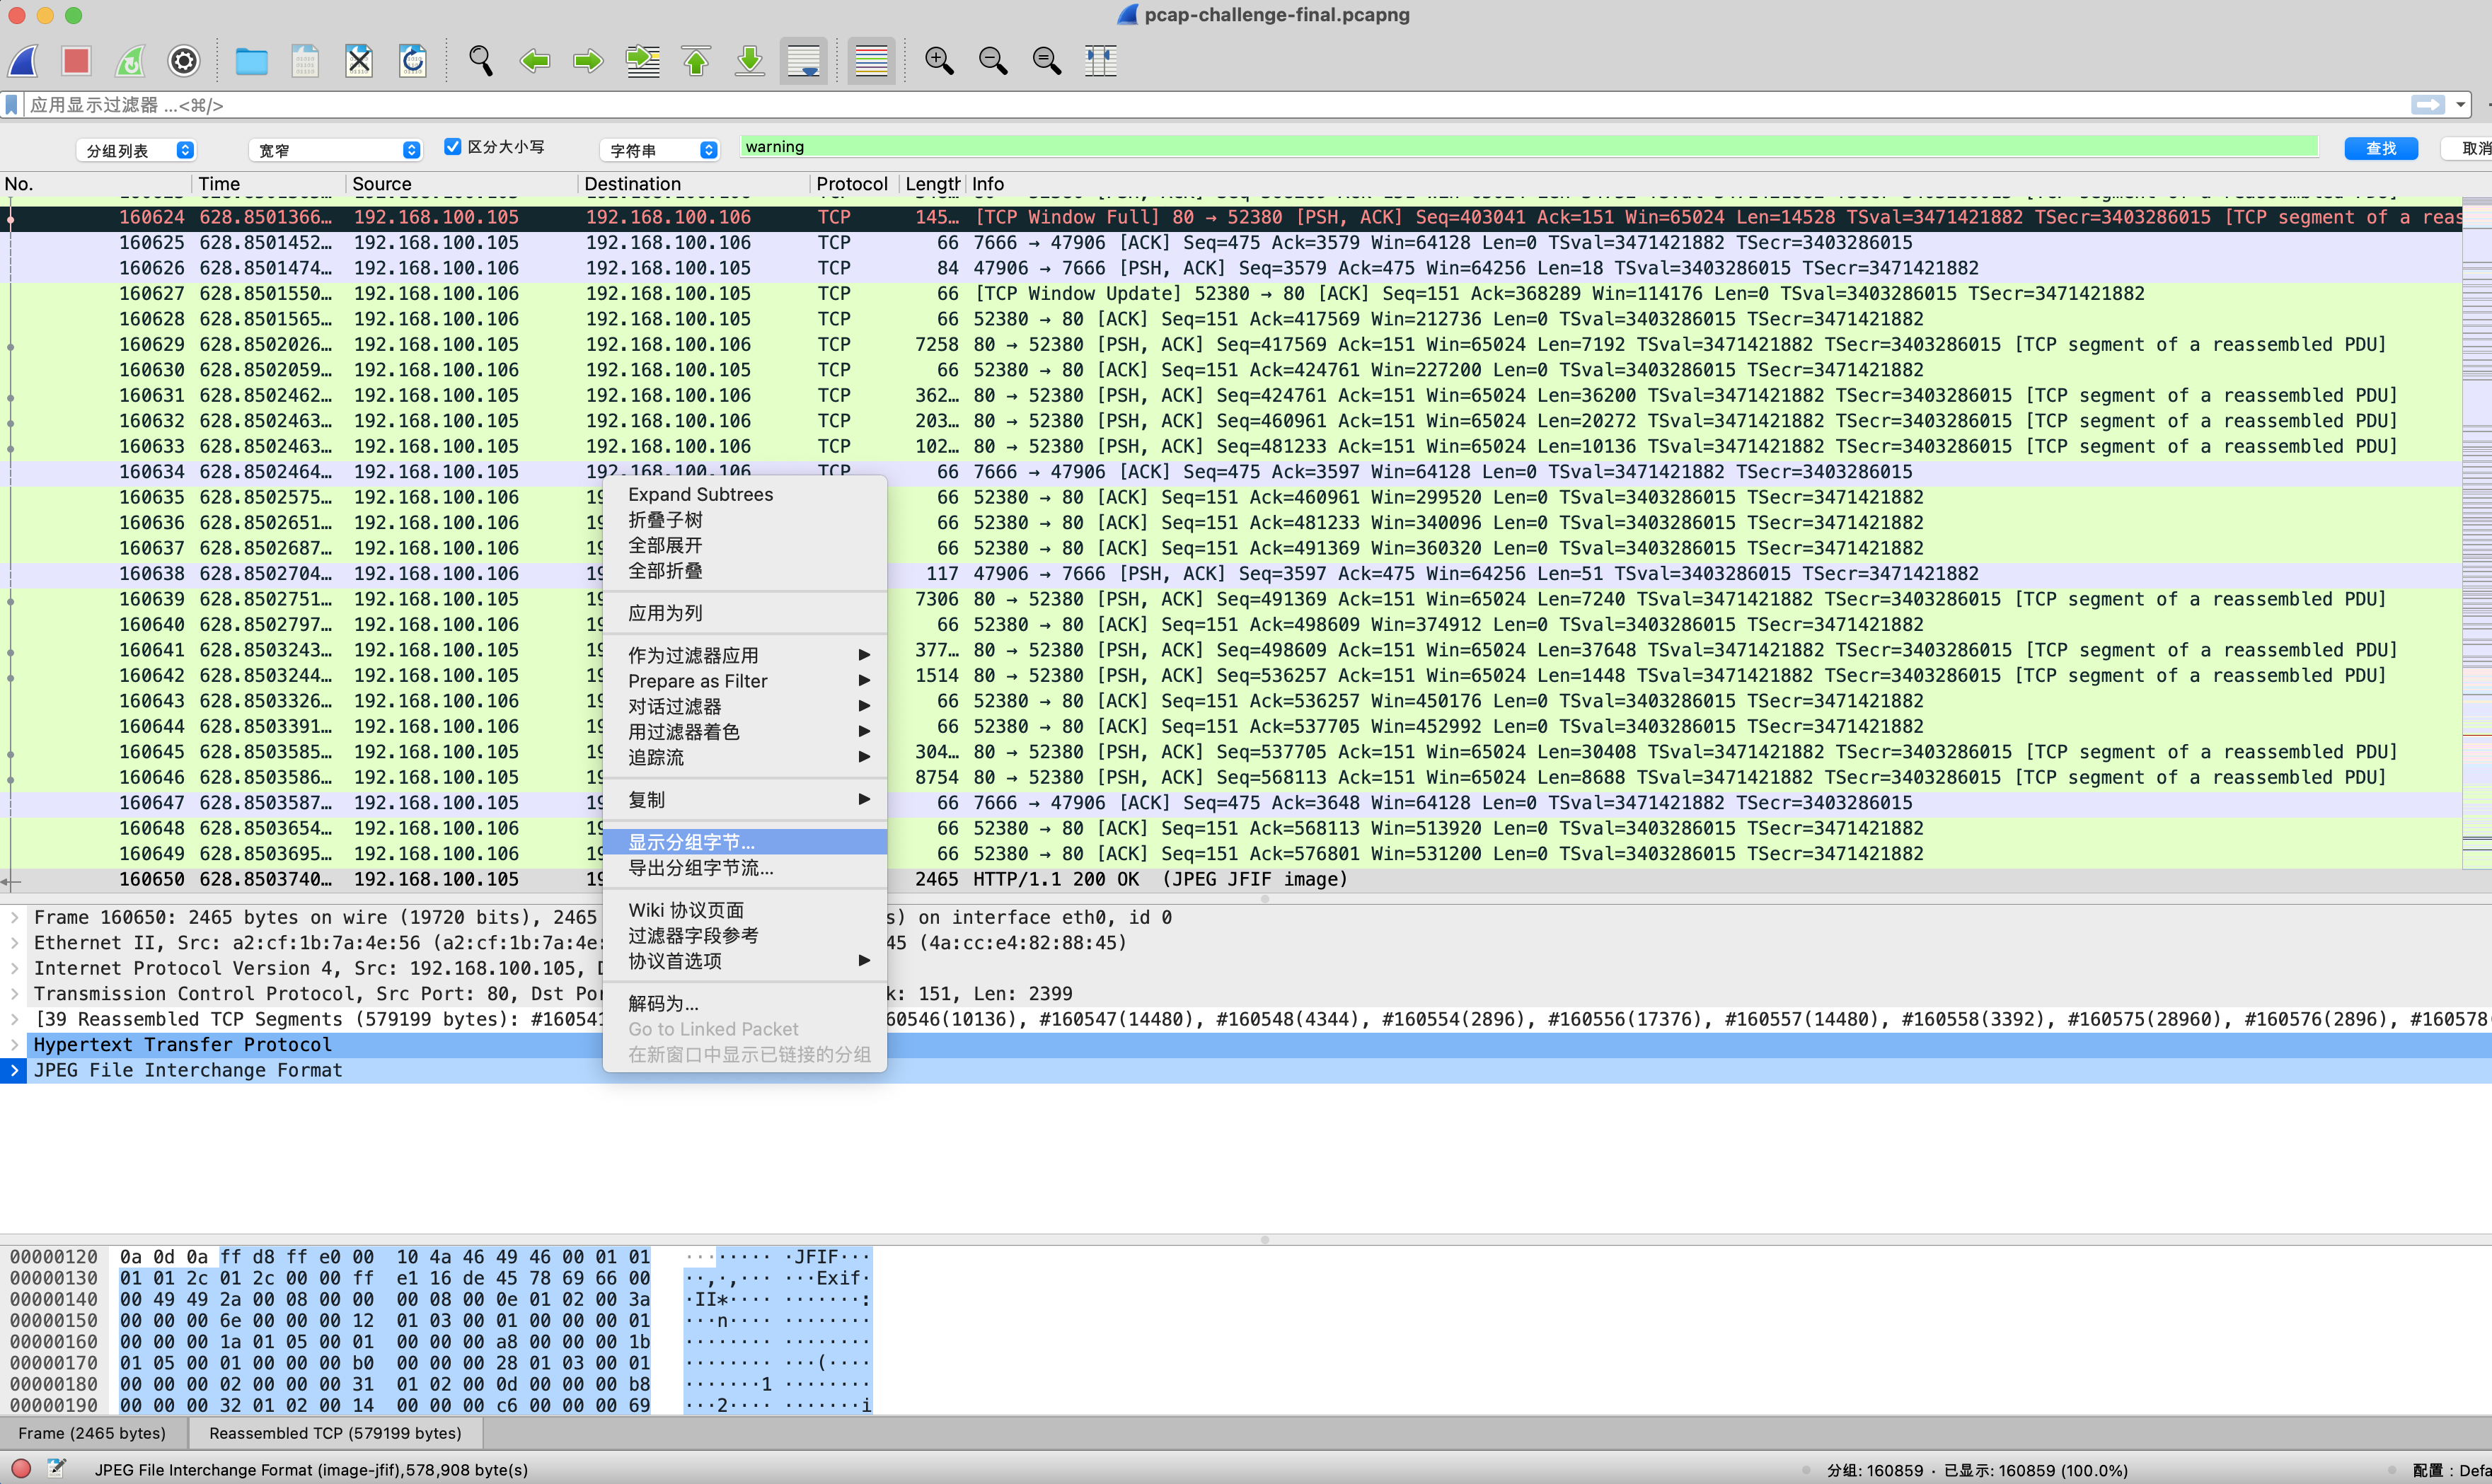 pcap-challenge-final.pcapng
应用显示过滤器 ...<⌘/>
分组列表 宽窄 区分大小写 字符串 warning 查找 取消
No. Time Source Destination Protocol Length Info
160624 628.8501366… 192.168.100.105 192.168.100.106 TCP 145… [TCP Window Full] 80 → 52380 [PSH, ACK] Seq=403041 Ack=151 Win=65024 Len=14528 TSval=3471421882 TSecr=3403286015 [TCP segment of a reas
160625 628.8501452… 192.168.100.105 192.168.100.106 TCP 66 7666 → 47906 [ACK] Seq=475 Ack=3579 Win=64128 Len=0 TSval=3471421882 TSecr=3403286015
160626 628.8501474… 192.168.100.106 192.168.100.105 TCP 84 47906 → 7666 [PSH, ACK] Seq=3579 Ack=475 Win=64256 Len=18 TSval=3403286015 TSecr=3471421882
160627 628.8501550… 192.168.100.106 192.168.100.105 TCP 66 [TCP Window Update] 52380 → 80 [ACK] Seq=151 Ack=368289 Win=114176 Len=0 TSval=3403286015 TSecr=3471421882
160628 628.8501565… 192.168.100.106 192.168.100.105 TCP 66 52380 → 80 [ACK] Seq=151 Ack=417569 Win=212736 Len=0 TSval=3403286015 TSecr=3471421882
160629 628.8502026… 192.168.100.105 192.168.100.106 TCP 7258 80 → 52380 [PSH, ACK] Seq=417569 Ack=151 Win=65024 Len=7192 TSval=3471421882 TSecr=3403286015 [TCP segment of a reassembled PDU]
160630 628.8502059… 192.168.100.106 192.168.100.105 TCP 66 52380 → 80 [ACK] Seq=151 Ack=424761 Win=227200 Len=0 TSval=3403286015 TSecr=3471421882
160631 628.8502462… 192.168.100.105 192.168.100.106 TCP 362… 80 → 52380 [PSH, ACK] Seq=424761 Ack=151 Win=65024 Len=36200 TSval=3471421882 TSecr=3403286015 [TCP segment of a reassembled PDU]
160632 628.8502463… 192.168.100.105 192.168.100.106 TCP 203… 80 → 52380 [PSH, ACK] Seq=460961 Ack=151 Win=65024 Len=20272 TSval=3471421882 TSecr=3403286015 [TCP segment of a reassembled PDU]
160633 628.8502463… 192.168.100.105 192.168.100.106 TCP 102… 80 → 52380 [PSH, ACK] Seq=481233 Ack=151 Win=65024 Len=10136 TSval=3471421882 TSecr=3403286015 [TCP segment of a reassembled PDU]
160634 628.8502464… 192.168.100.105 192.168.100.106 TCP 66 7666 → 47906 [ACK] Seq=475 Ack=3597 Win=64128 Len=0 TSval=3471421882 TSecr=3403286015
160635 628.8502575… 192.168.100.106 19 66 52380 → 80 [ACK] Seq=151 Ack=460961 Win=299520 Len=0 TSval=3403286015 TSecr=3471421882
160636 628.8502651… 192.168.100.106 19 66 52380 → 80 [ACK] Seq=151 Ack=481233 Win=340096 Len=0 TSval=3403286015 TSecr=3471421882
160637 628.8502687… 192.168.100.106 19 66 52380 → 80 [ACK] Seq=151 Ack=491369 Win=360320 Len=0 TSval=3403286015 TSecr=3471421882
160638 628.8502704… 192.168.100.106 19 117 47906 → 7666 [PSH, ACK] Seq=3597 Ack=475 Win=64256 Len=51 TSval=3403286015 TSecr=3471421882
160639 628.8502751… 192.168.100.105 19 7306 80 → 52380 [PSH, ACK] Seq=491369 Ack=151 Win=65024 Len=7240 TSval=3471421882 TSecr=3403286015 [TCP segment of a reassembled PDU]
160640 628.8502797… 192.168.100.106 19 66 52380 → 80 [ACK] Seq=151 Ack=498609 Win=374912 Len=0 TSval=3403286015 TSecr=3471421882
160641 628.8503243… 192.168.100.105 19 377… 80 → 52380 [PSH, ACK] Seq=498609 Ack=151 Win=65024 Len=37648 TSval=3471421882 TSecr=3403286015 [TCP segment of a reassembled PDU]
160642 628.8503244… 192.168.100.105 19 1514 80 → 52380 [PSH, ACK] Seq=536257 Ack=151 Win=65024 Len=1448 TSval=3471421882 TSecr=3403286015 [TCP segment of a reassembled PDU]
160643 628.8503326… 192.168.100.106 19 66 52380 → 80 [ACK] Seq=151 Ack=536257 Win=450176 Len=0 TSval=3403286015 TSecr=3471421882
160644 628.8503391… 192.168.100.106 19 66 52380 → 80 [ACK] Seq=151 Ack=537705 Win=452992 Len=0 TSval=3403286015 TSecr=3471421882
160645 628.8503585… 192.168.100.105 19 304… 80 → 52380 [PSH, ACK] Seq=537705 Ack=151 Win=65024 Len=30408 TSval=3471421882 TSecr=3403286015 [TCP segment of a reassembled PDU]
160646 628.8503586… 192.168.100.105 19 8754 80 → 52380 [PSH, ACK] Seq=568113 Ack=151 Win=65024 Len=8688 TSval=3471421882 TSecr=3403286015 [TCP segment of a reassembled PDU]
160647 628.8503587… 192.168.100.105 19 66 7666 → 47906 [ACK] Seq=475 Ack=3648 Win=64128 Len=0 TSval=3471421882 TSecr=3403286015
160648 628.8503654… 192.168.100.106 19 66 52380 → 80 [ACK] Seq=151 Ack=568113 Win=513920 Len=0 TSval=3403286015 TSecr=3471421882
160649 628.8503695… 192.168.100.106 19 66 52380 → 80 [ACK] Seq=151 Ack=576801 Win=531200 Len=0 TSval=3403286015 TSecr=3471421882
160650 628.8503740… 192.168.100.105 19 2465 HTTP/1.1 200 OK (JPEG JFIF image)
Expand Subtrees
折叠子树
全部展开
全部折叠
应用为列
作为过滤器应用
Prepare as Filter
对话过滤器
用过滤器着色
追踪流
复制
显示分组字节...
导出分组字节流...
Wiki 协议页面
过滤器字段参考
协议首选项
解码为...
Go to Linked Packet
在新窗口中显示已链接的分组
Frame 160650: 2465 bytes on wire (19720 bits), 2465 s) on interface eth0, id 0
Ethernet II, Src: a2:cf:1b:7a:4e:56 (a2:cf:1b:7a:4e: 45 (4a:cc:e4:82:88:45)
Internet Protocol Version 4, Src: 192.168.100.105, D
Transmission Control Protocol, Src Port: 80, Dst Por k: 151, Len: 2399
[39 Reassembled TCP Segments (579199 bytes): #160541 60546(10136), #160547(14480), #160548(4344), #160554(2896), #160556(17376), #160557(14480), #160558(3392), #160575(28960), #160576(2896), #160578
Hypertext Transfer Protocol
JPEG File Interchange Format
00000120 0a 0d 0a ff d8 ff e0 00 10 4a 46 49 46 00 01 01 ········ ·JFIF···
00000130 01 01 2c 01 2c 00 00 ff e1 16 de 45 78 69 66 00 ··,·,··· ···Exif·
00000140 00 49 49 2a 00 08 00 00 00 08 00 0e 01 02 00 3a ·II*···· ·······:
00000150 00 00 00 6e 00 00 00 12 01 03 00 01 00 00 00 01 ···n···· ········
00000160 00 00 00 1a 01 05 00 01 00 00 00 a8 00 00 00 1b ········ ········
00000170 01 05 00 01 00 00 00 b0 00 00 00 28 01 03 00 01 ········ ···(····
00000180 00 00 00 02 00 00 00 31 01 02 00 0d 00 00 00 b8 ·······1 ········
00000190 00 00 00 32 01 02 00 14 00 00 00 c6 00 00 00 69 ···2···· ·······i
Frame (2465 bytes) Reassembled TCP (579199 bytes)
JPEG File Interchange Format (image-jfif),578,908 byte(s) 分组: 160859 · 已显示: 160859 (100.0%) 配置：Defa